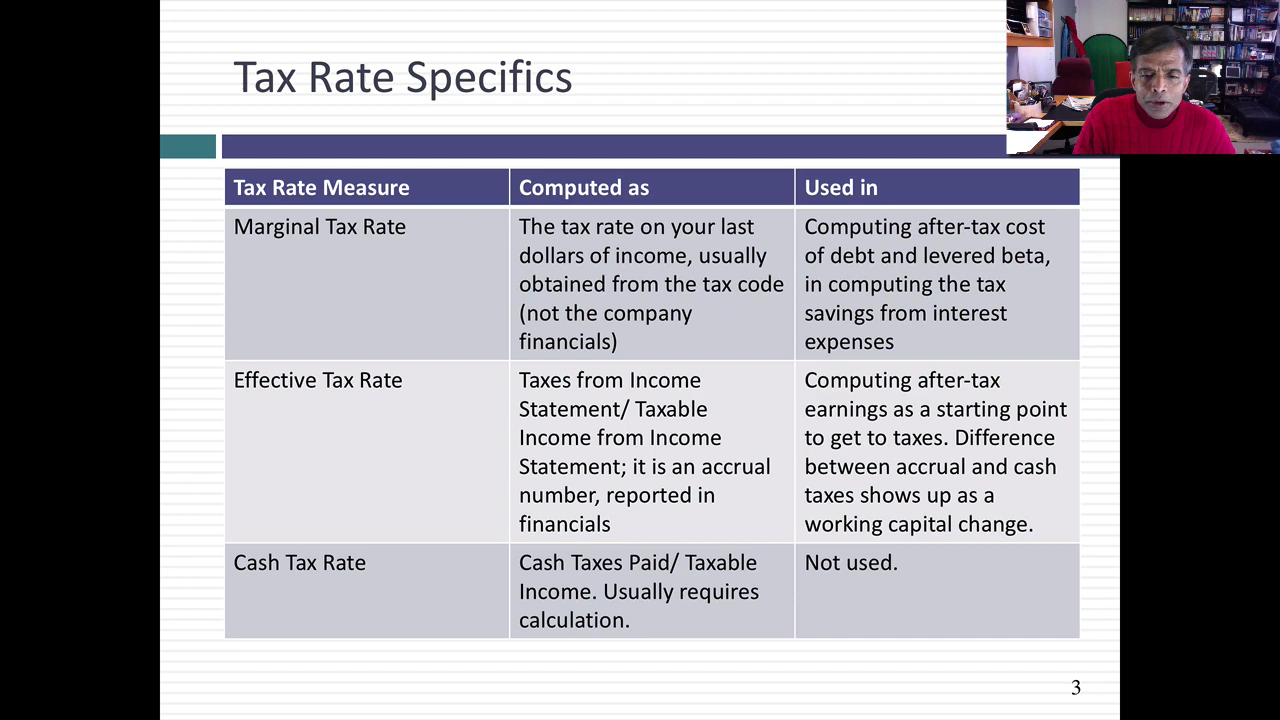 Tax Rate Specifics
Tax Rate Measure
Computed as
Used in
Marginal Tax Rate
The tax rate on your last
dollars of income, usually
obtained from the tax code
(not the company
financials)
Computing after-tax cost
of debt and levered beta,
in computing the tax
savings from interest
expenses
Effective Tax Rate
Taxes from Income
Statement/ Taxable
Income from Income
Statement; it is an accrual
number, reported in
financials
Computing after-tax
earnings as a starting point
to get to taxes. Difference
between accrual and cash
taxes shows up as a
working capital change.
Cash Tax Rate
Cash Taxes Paid/ Taxable
Income. Usually requires
calculation.
Not used.
3